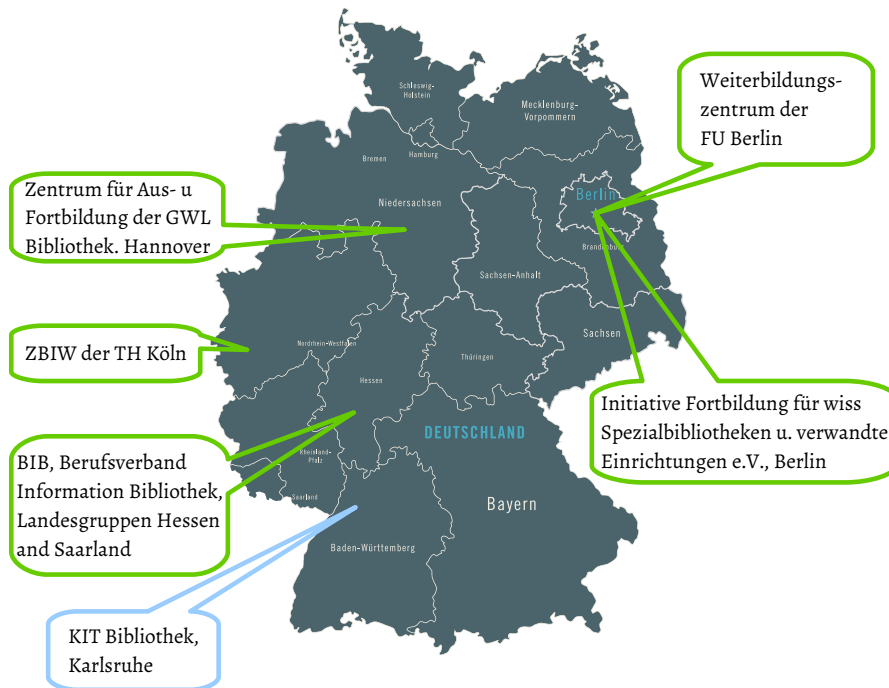 Schleswig-
Holstein
Mecklenburg-
Vorpommern
Hamburg
Bremen
Niedersachsen
Berlin
Brandenburg
Sachsen-Anhalt
Sachsen
Nordrhein-Westfalen
Thüringen
Hessen
DEUTSCHLAND
Rheinland-
Pfalz
Saarland
Bayern
Baden-Württemberg
Weiterbildungs-
zentrum der
FU Berlin
Zentrum für Aus- u
Fortbildung der GWL
Bibliothek. Hannover
ZBIW der TH Köln
Initiative Fortbildung für wiss
Spezialbibliotheken u. verwandte
Einrichtungen e.V., Berlin
BIB, Berufsverband
Information Bibliothek,
Landesgruppen Hessen
and Saarland
KIT Bibliothek,
Karlsruhe